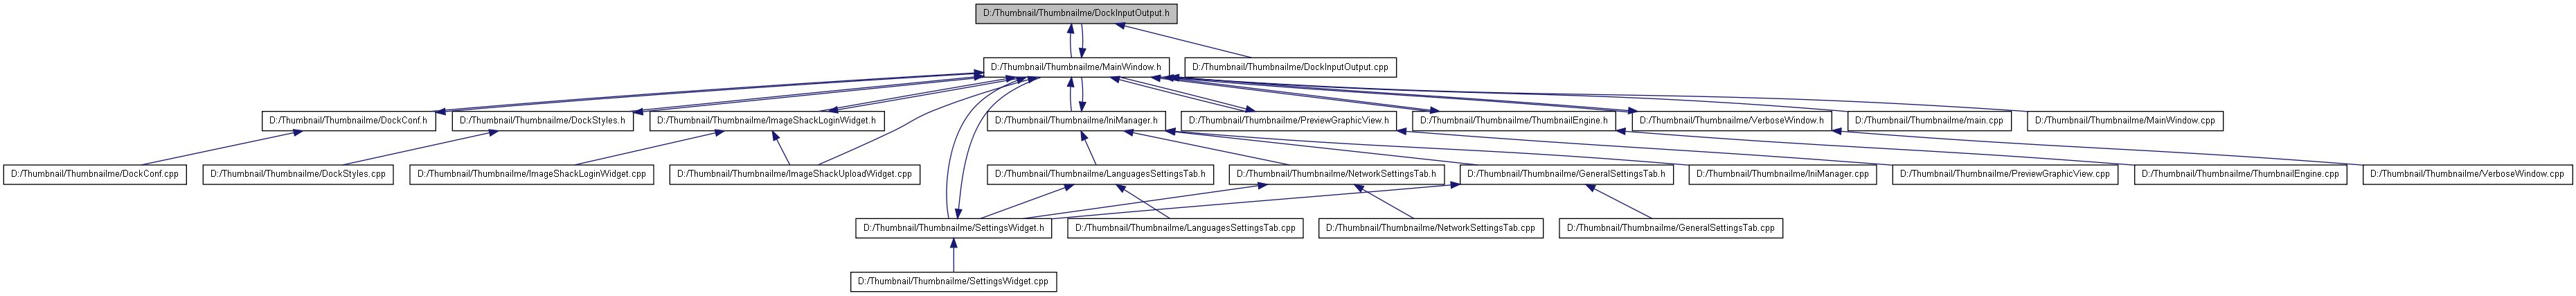 D:/Thumbnail/Thumbnailme/DockInputOutput.h
D:/Thumbnail/Thumbnailme/MainWindow.h
D:/Thumbnail/Thumbnailme/DockInputOutput.cpp
D:/Thumbnail/Thumbnailme/DockConf.h
D:/Thumbnail/Thumbnailme/DockStyles.h
D:/Thumbnail/Thumbnailme/ImageShackLoginWidget.h
D:/Thumbnail/Thumbnailme/IniManager.h
D:/Thumbnail/Thumbnailme/PreviewGraphicView.h
D:/Thumbnail/Thumbnailme/ThumbnailEngine.h
D:/Thumbnail/Thumbnailme/VerboseWindow.h
D:/Thumbnail/Thumbnailme/main.cpp
D:/Thumbnail/Thumbnailme/MainWindow.cpp
D:/Thumbnail/Thumbnailme/DockConf.cpp
D:/Thumbnail/Thumbnailme/DockStyles.cpp
D:/Thumbnail/Thumbnailme/ImageShackLoginWidget.cpp
D:/Thumbnail/Thumbnailme/ImageShackUploadWidget.cpp
D:/Thumbnail/Thumbnailme/LanguagesSettingsTab.h
D:/Thumbnail/Thumbnailme/NetworkSettingsTab.h
D:/Thumbnail/Thumbnailme/GeneralSettingsTab.h
D:/Thumbnail/Thumbnailme/IniManager.cpp
D:/Thumbnail/Thumbnailme/PreviewGraphicView.cpp
D:/Thumbnail/Thumbnailme/ThumbnailEngine.cpp
D:/Thumbnail/Thumbnailme/VerboseWindow.cpp
D:/Thumbnail/Thumbnailme/SettingsWidget.h
D:/Thumbnail/Thumbnailme/LanguagesSettingsTab.cpp
D:/Thumbnail/Thumbnailme/NetworkSettingsTab.cpp
D:/Thumbnail/Thumbnailme/GeneralSettingsTab.cpp
D:/Thumbnail/Thumbnailme/SettingsWidget.cpp